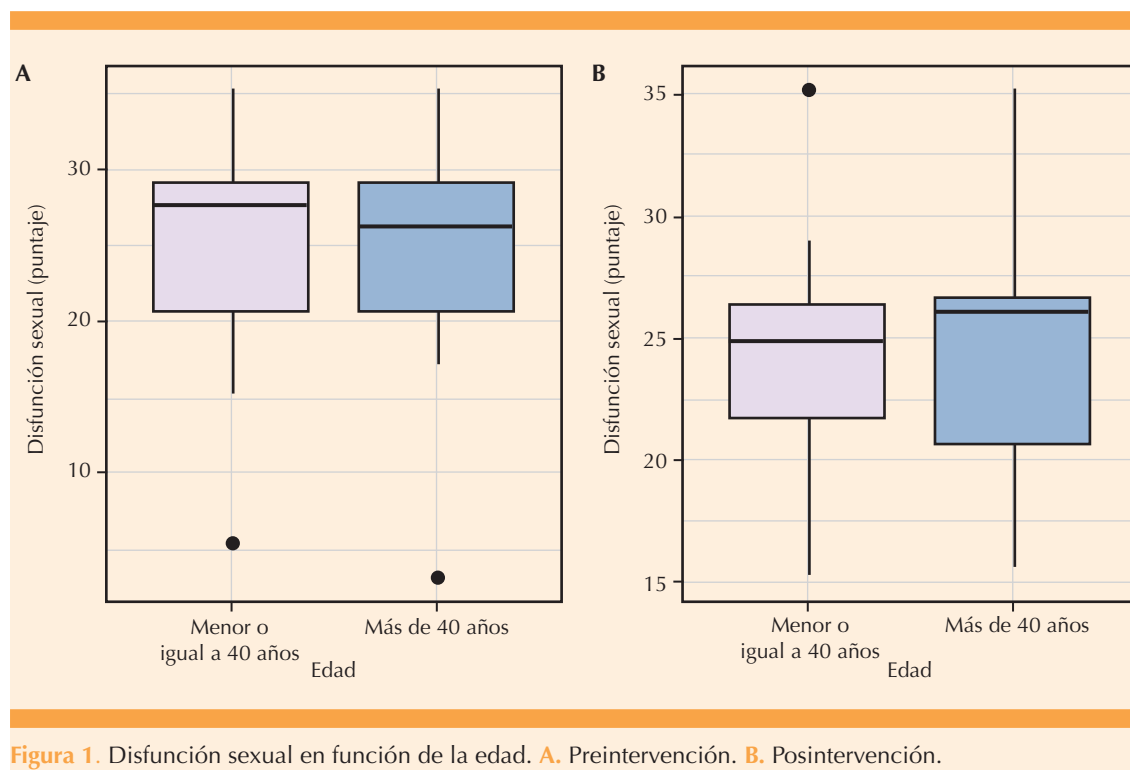 A
Disfunción sexual (puntaje)
30
20
10
Menor o
igual a 40 años
Más de 40 años
Edad
B
Disfunción sexual (puntaje)
35
30
25
20
15
Menor o
igual a 40 años
Más de 40 años
Edad
Figura 1. Disfunción sexual en función de la edad. A. Preintervención. B. Posintervención.